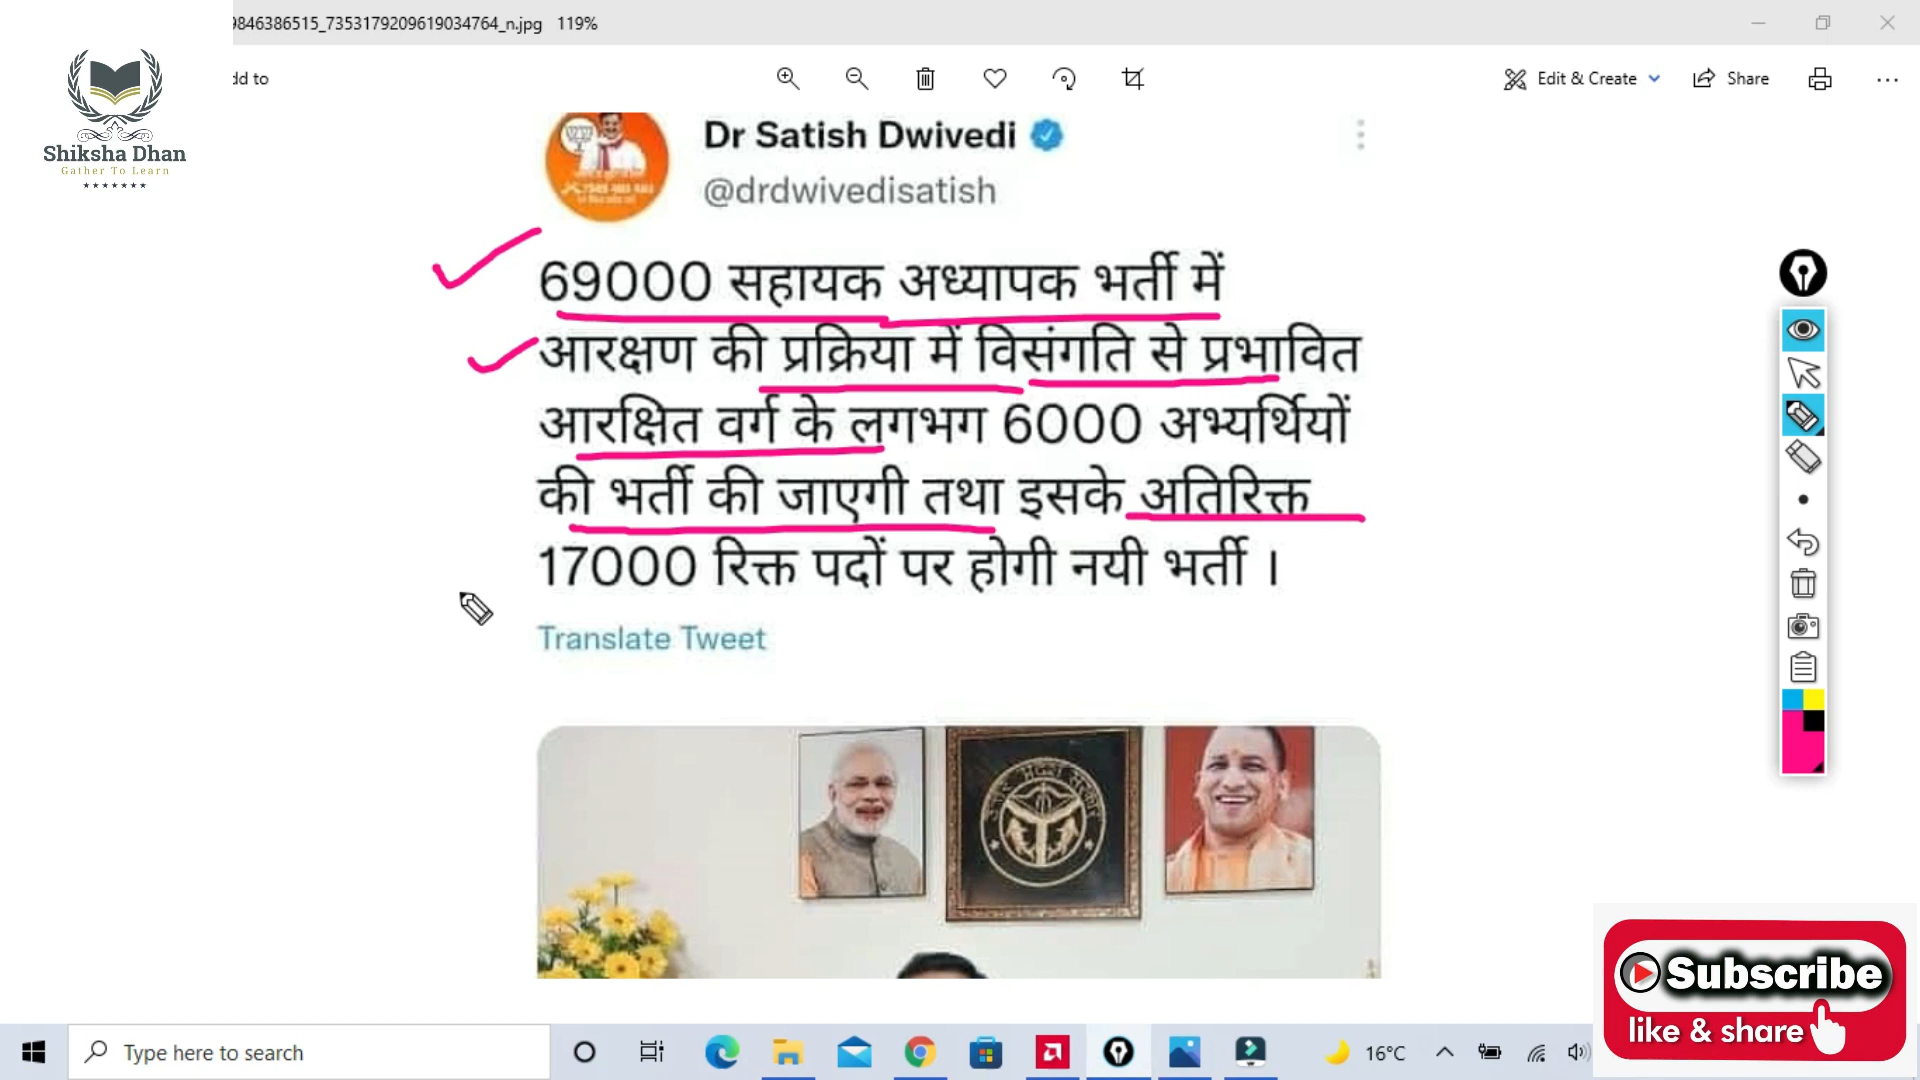 9846386515_7353179209619034764_n.jpg 119%
dd to
Edit & Create
Share
Shiksha Dhan
Gather To Learn
Dr Satish Dwivedi
@drdwivedisatish
69000 सहायक अध्यापक भर्ती में
आरक्षण की प्रक्रिया में विसंगति से प्रभावित
आरक्षित वर्ग के लगभग 6000 अभ्यर्थियों
की भर्ती की जाएगी तथा इसके अतिरिक्त
17000 रिक्त पदों पर होगी नयी भर्ती ।
Translate Tweet
Subscribe
like & share
Type here to search
16°C